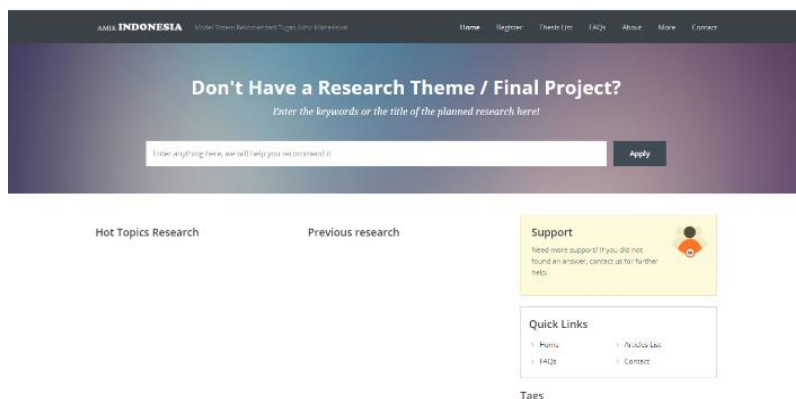 AMIK INDONESIA
Model Sistem Rekomendasi Tugas Akhir Mahasiswa
Home Register Thesis List FAQs About More Contact
Don't Have a Research Theme / Final Project?
Enter the keywords or the title of the planned research here!
Enter anything here, we will help you recommend it
Apply
Hot Topics Research
Previous research
Support
Need more support? If you did not
found an answer, contact us for further
help.
Quick Links
Home
Articles List
FAQs
Contact
Tags